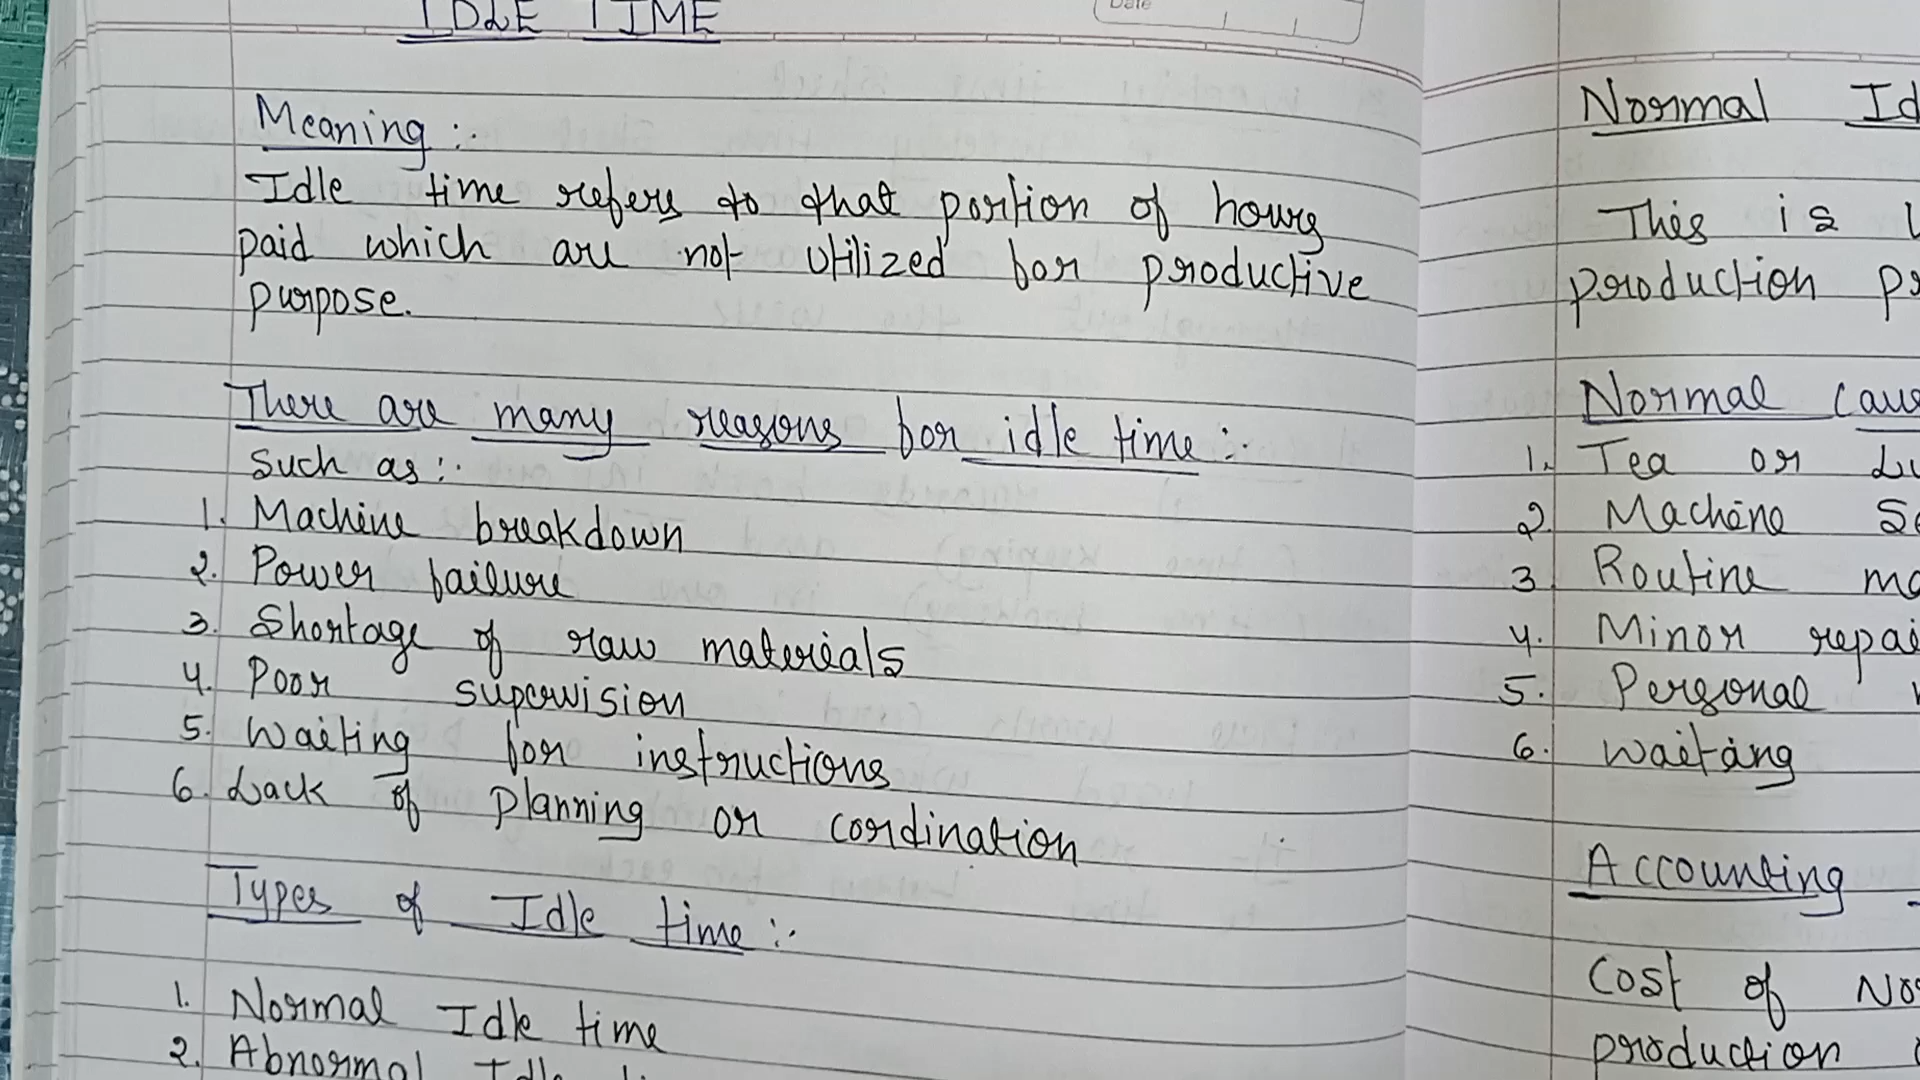 IDLE TIME
Date
Meaning :-
Idle time refers to that portion of hours
paid which are not utilized for productive
purpose.
There are many reasons for idle time :-
Such as :-
1. Machine breakdown
2. Power failure
3. Shortage of raw materials
4. Poor supervision
5. Waiting for instructions
6. Lack of planning or cordination
Types of Idle time :-
1. Normal Idle time
2. Abnormal Idle
Normal
This is
production
Normal
1. Tea or
2. Machine
3 Routine
4. Minor
5. Personal
6. Waiting
Accounting
Cost of
production